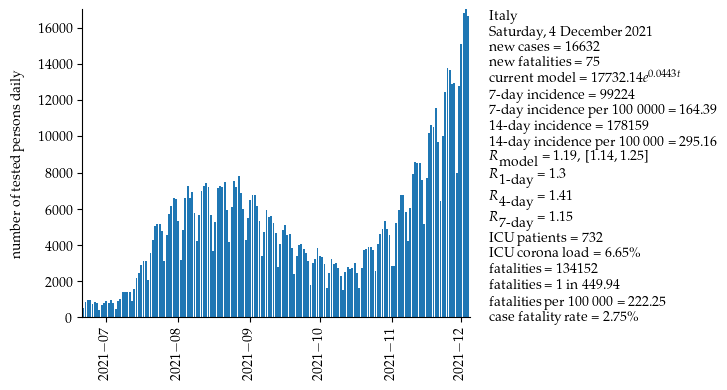 number of tested persons daily
16000
14000
12000
10000
8000
6000
4000
2000
0
2021−07
2021−08
2021−09
2021−10
2021−11
2021−12
Italy
Saturday, 4 December 2021
new cases = 16632
new fatalities = 75
current model = 17732.14e^0.0443t
7-day incidence = 99224
7-day incidence per 100 0000 = 164.39
14-day incidence = 178159
14-day incidence per 100 000 = 295.16
R_model = 1.19, [1.14, 1.25]
R_1-day = 1.3
R_4-day = 1.41
R_7-day = 1.15
ICU patients = 732
ICU corona load = 6.65%
fatalities = 134152
fatalities = 1 in 449.94
fatalities per 100 000 = 222.25
case fatality rate = 2.75%